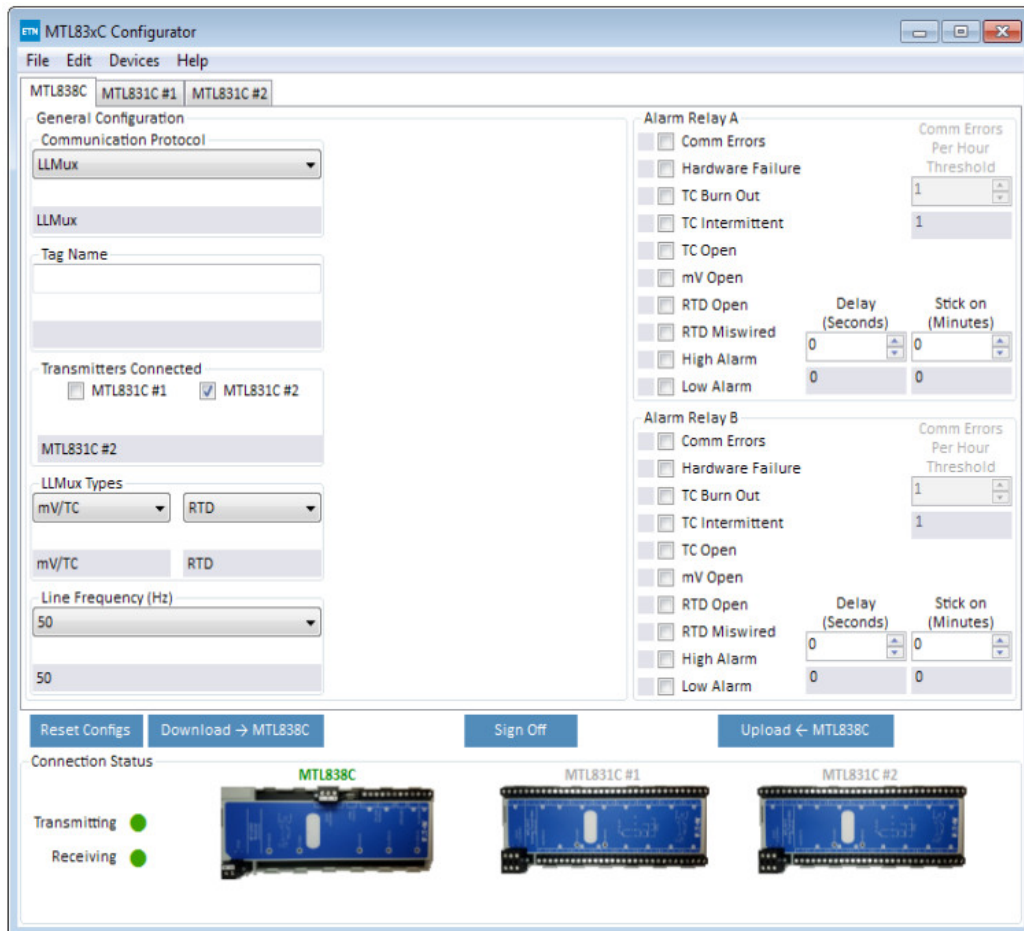 ETN MTL83xC Configurator
File Edit Devices Help
MTL838C MTL831C #1 MTL831C #2
General Configuration
Communication Protocol
LLMux
LLMux
Tag Name
Transmitters Connected
MTL831C #1 MTL831C #2
MTL831C #2
LLMux Types
mV/TC RTD
mV/TC RTD
Line Frequency (Hz)
50
50
Alarm Relay A
Comm Errors
Hardware Failure
TC Burn Out
TC Intermittent
TC Open
mV Open
RTD Open
RTD Miswired
High Alarm
Low Alarm
Comm Errors
Per Hour
Threshold
1
1
Delay
(Seconds)
0
0
Stick on
(Minutes)
0
0
Alarm Relay B
Comm Errors
Hardware Failure
TC Burn Out
TC Intermittent
TC Open
mV Open
RTD Open
RTD Miswired
High Alarm
Low Alarm
Comm Errors
Per Hour
Threshold
1
1
Delay
(Seconds)
0
0
Stick on
(Minutes)
0
0
Reset Configs Download → MTL838C Sign Off Upload ← MTL838C
Connection Status
MTL838C MTL831C #1 MTL831C #2
Transmitting
Receiving